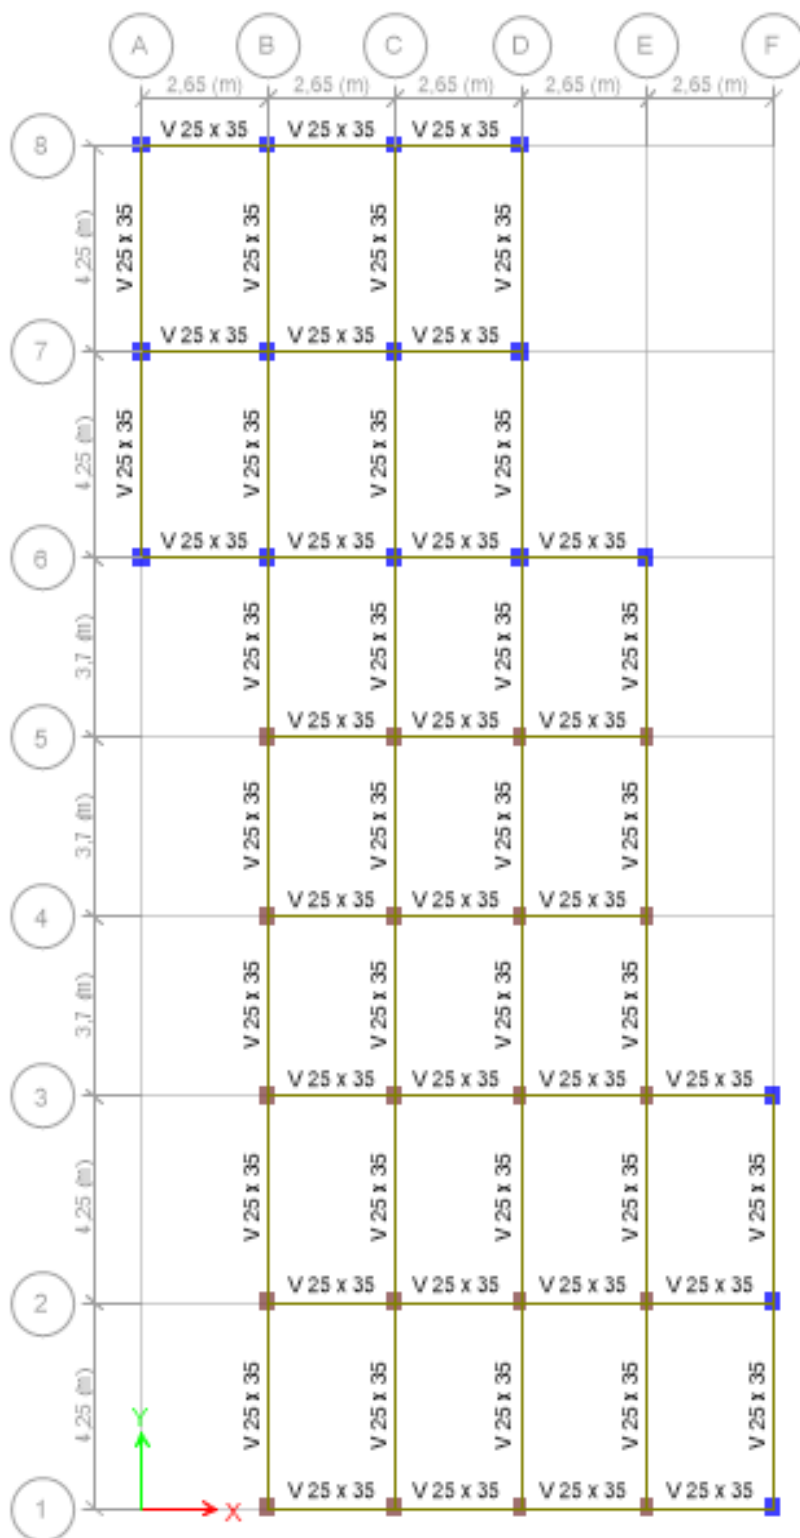 A B C D E F
2,65 (m) 2,65 (m) 2,65 (m) 2,65 (m) 2,65 (m)
V 25 x 35 V 25 x 35 V 25 x 35
8
4,25 (m) V 25 x 35 V 25 x 35 V 25 x 35 V 25 x 35
V 25 x 35 V 25 x 35 V 25 x 35
7
4,25 (m) V 25 x 35 V 25 x 35 V 25 x 35 V 25 x 35
V 25 x 35 V 25 x 35 V 25 x 35 V 25 x 35
6
3,7 (m) V 25 x 35 V 25 x 35 V 25 x 35 V 25 x 35
V 25 x 35 V 25 x 35 V 25 x 35
5
3,7 (m) V 25 x 35 V 25 x 35 V 25 x 35 V 25 x 35
V 25 x 35 V 25 x 35 V 25 x 35
4
3,7 (m) V 25 x 35 V 25 x 35 V 25 x 35 V 25 x 35
V 25 x 35 V 25 x 35 V 25 x 35 V 25 x 35
3
4,25 (m) V 25 x 35 V 25 x 35 V 25 x 35 V 25 x 35 V 25 x 35
V 25 x 35 V 25 x 35 V 25 x 35 V 25 x 35
2
4,25 (m) V 25 x 35 V 25 x 35 V 25 x 35 V 25 x 35 V 25 x 35
Y
V 25 x 35 V 25 x 35 V 25 x 35 V 25 x 35
1 X